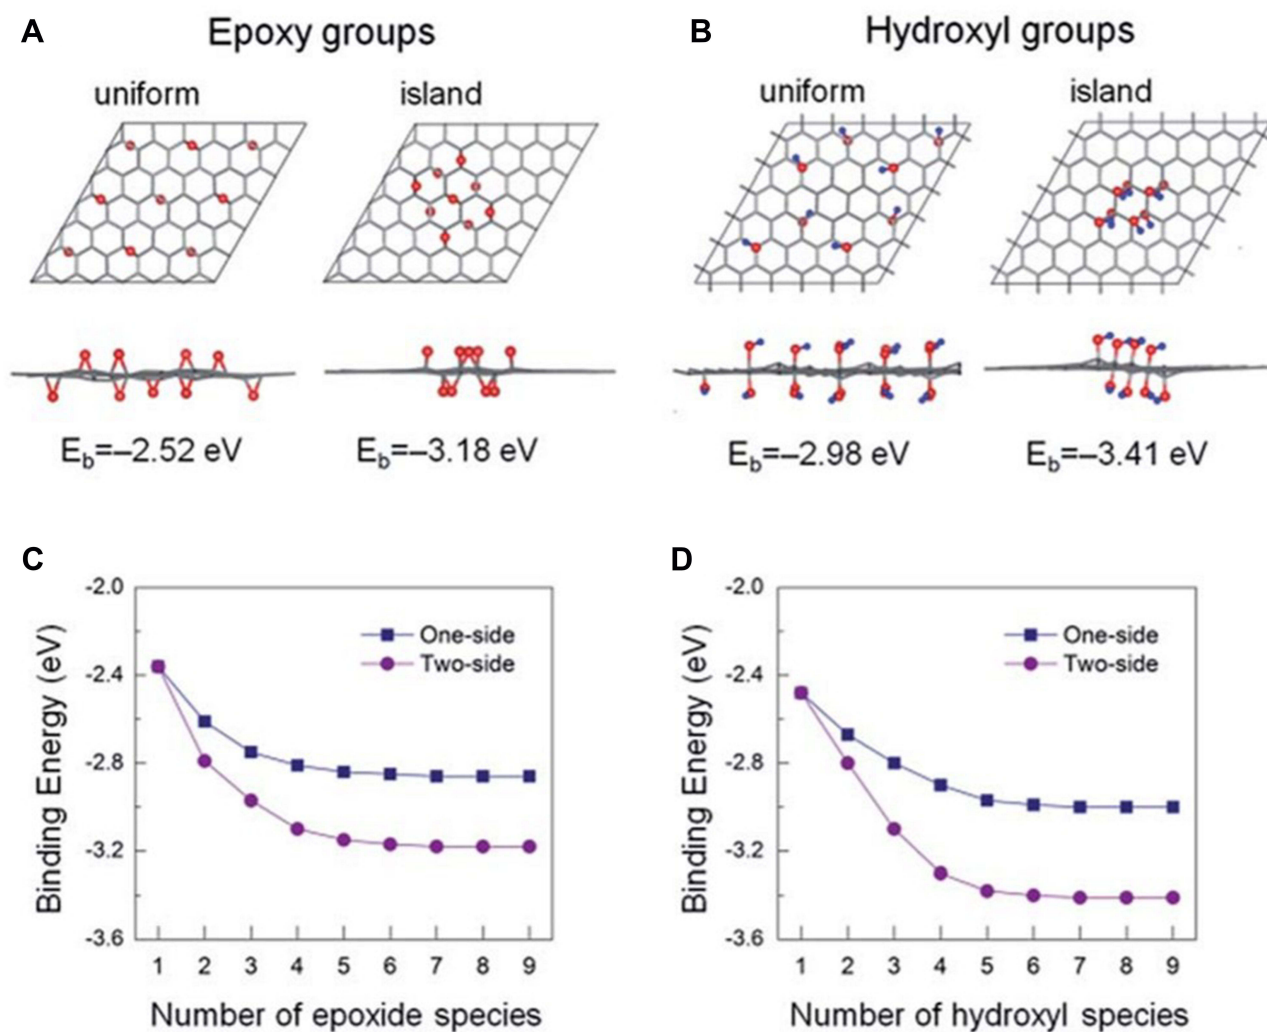 A Epoxy groups
uniform island
E_b=–2.52 eV E_b=–3.18 eV
B Hydroxyl groups
uniform island
E_b=–2.98 eV E_b=–3.41 eV
C
Binding Energy (eV)
-2.0
-2.4
-2.8
-3.2
-3.6
One-side
Two-side
1 2 3 4 5 6 7 8 9
Number of epoxide species
D
Binding Energy (eV)
-2.0
-2.4
-2.8
-3.2
-3.6
One-side
Two-side
1 2 3 4 5 6 7 8 9
Number of hydroxyl species